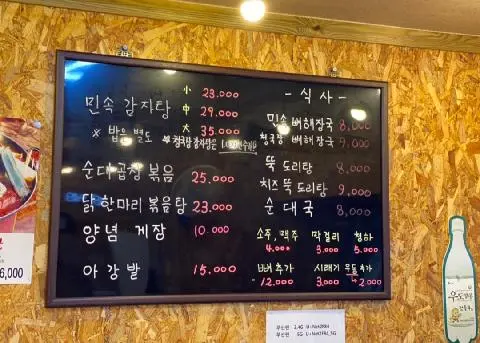 민속 감자탕
小 23.000
中 29.000
大 35.000
※ 밥은 별도
순대곱창 볶음 25.000
닭한마리 볶음탕 23.000
양념 게장 10.000
아강발 15.000
- 식사 -
민속 뼈해장국 8,000
청국장 뼈해장국 9,000
뚝 도리탕 8,000
치즈 뚝 도리탕 9,000
순대국 8,000
소주, 맥주 막걸리 청하
4.000 3.000 5.000
뼈추가 시래기 우동추가
12.000 3.000 2.000
6,000